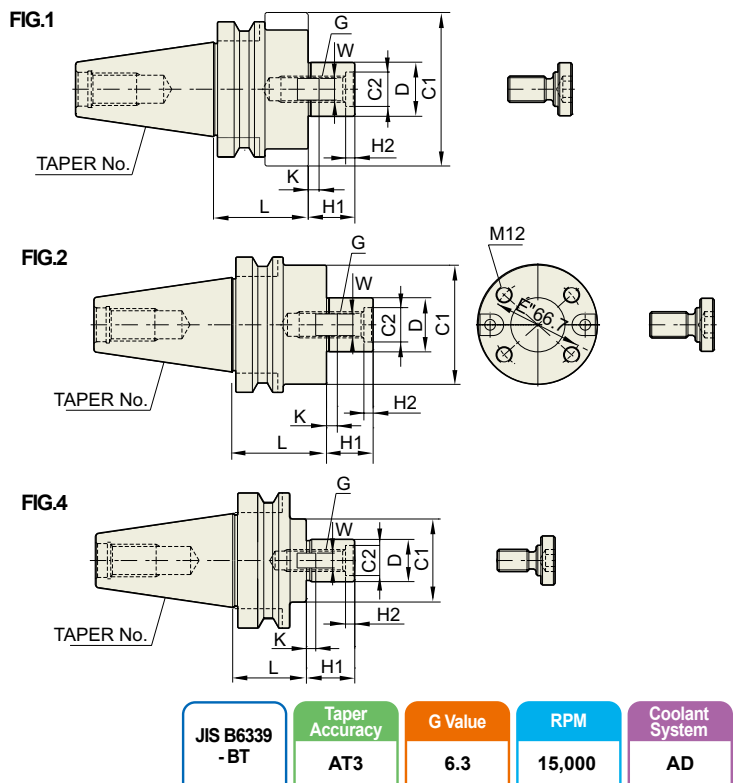 FIG.1
G
W
C2
D
C1
H2
K
TAPER No.
L
H1
FIG.2
G
M12
W
C2
D
C1
F"66.7
H2
K
TAPER No.
L
H1
FIG.4
G
W
C2
D
C1
H2
K
TAPER No.
L
H1
JIS B6339
- BT
Taper
Accuracy
AT3
G Value
6.3
RPM
15,000
Coolant
System
AD